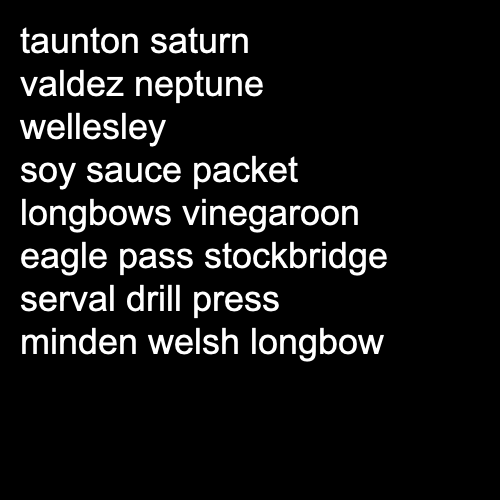 taunton saturn
valdez neptune
wellesley
soy sauce packet
longbows vinegaroon
eagle pass stockbridge
serval drill press
minden welsh longbow